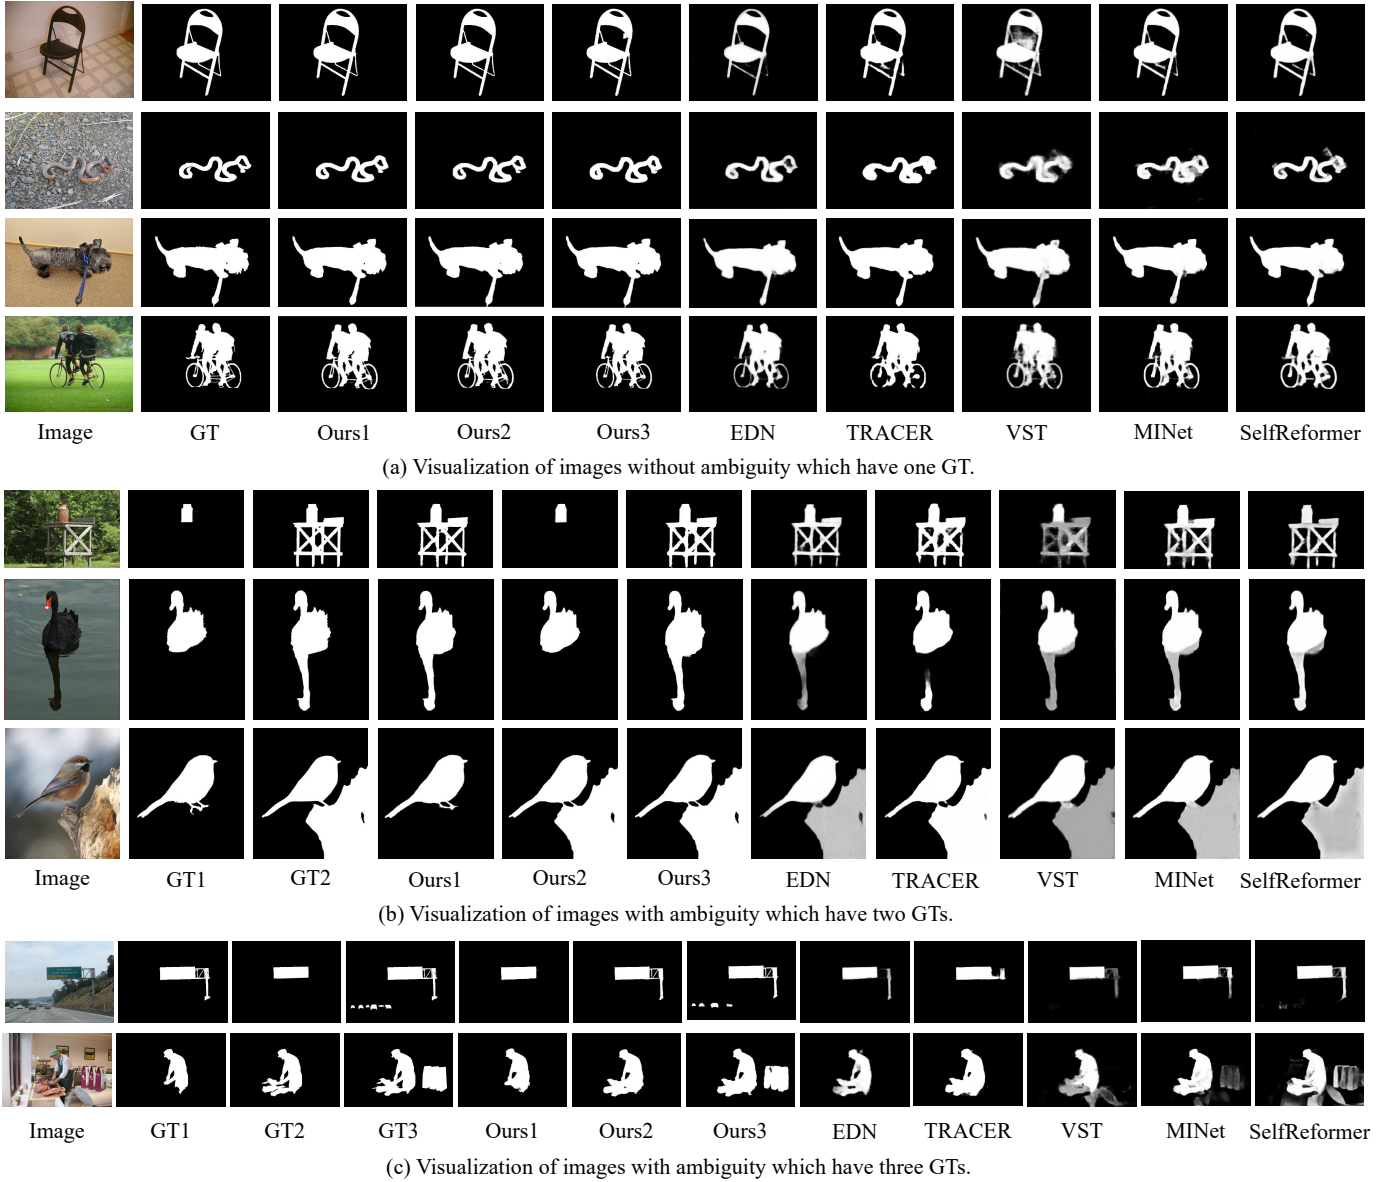 Image GT Ours1 Ours2 Ours3 EDN TRACER VST MINet SelfReformer
(a) Visualization of images without ambiguity which have one GT.
Image GT1 GT2 Ours1 Ours2 Ours3 EDN TRACER VST MINet SelfReformer
(b) Visualization of images with ambiguity which have two GTs.
Image GT1 GT2 GT3 Ours1 Ours2 Ours3 EDN TRACER VST MINet SelfReformer
(c) Visualization of images with ambiguity which have three GTs.